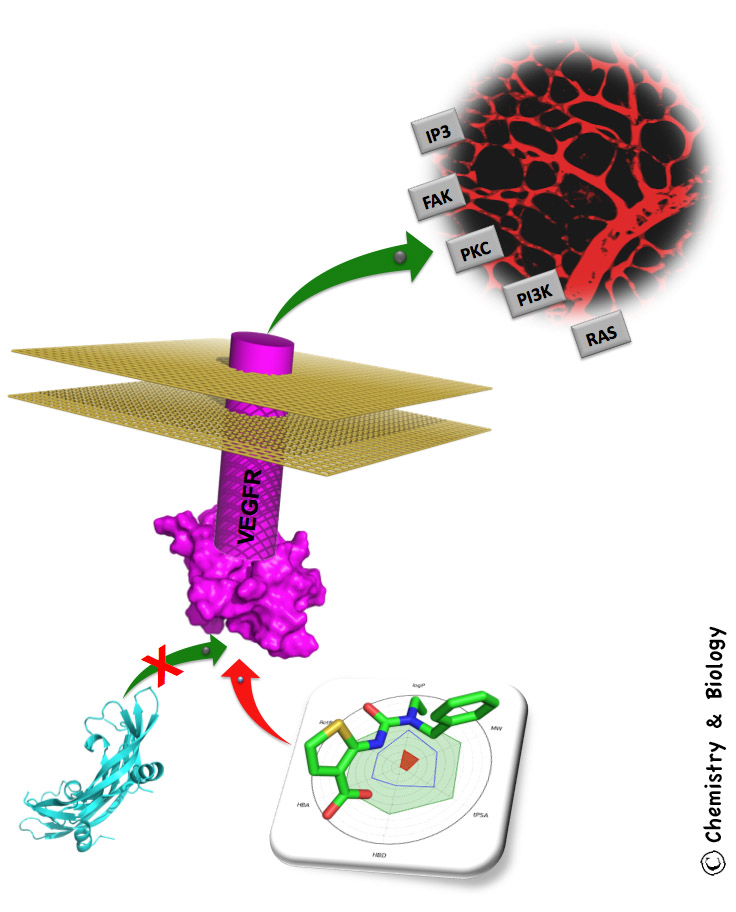 IP3
FAK
PKC
PI3K
RAS
VEGFR
logP
MW
tPSA
HBD
HBA
© Chemistry & Biology